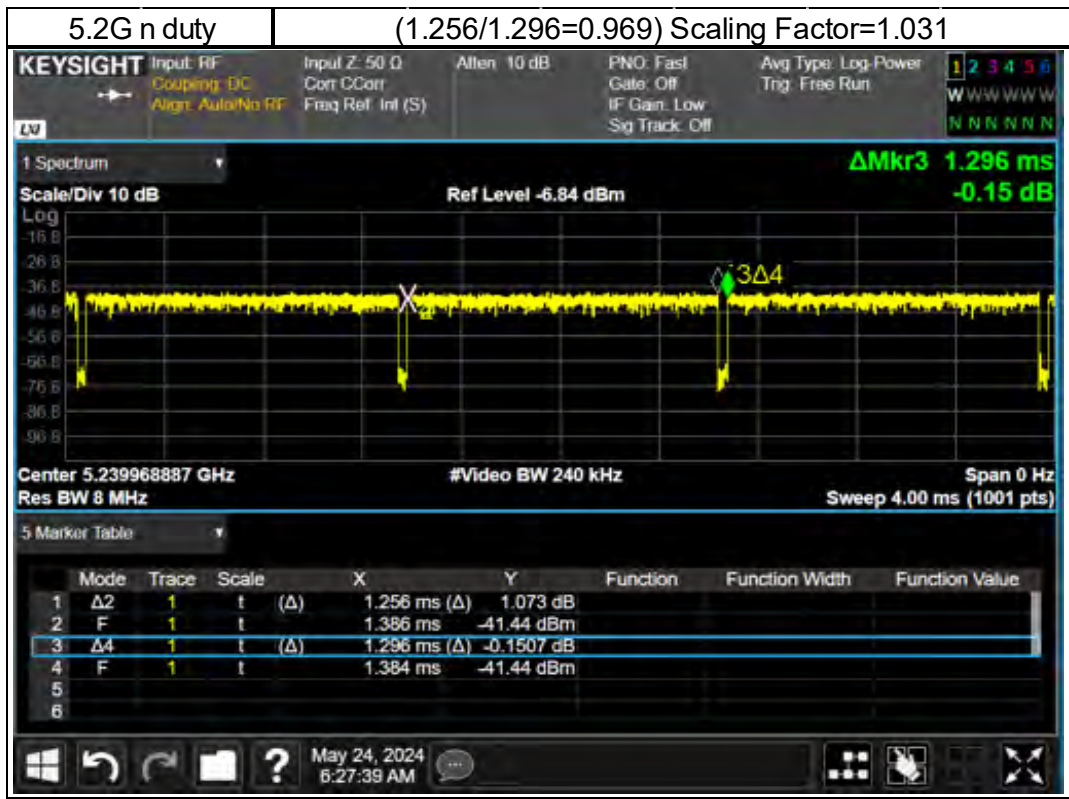 5.2G n duty (1.256/1.296=0.969) Scaling Factor=1.031
KEYSIGHT Input: RF Input Z: 50 Ω Atten: 10 dB PNO: Fast Avg Type: Log-Power 1 2 3 4 5 6
Coupling: DC Corr CCorr Gate: Off Trig: Free Run W W W W W W
Align: Auto/No RF Freq Ref: Int (S) IF Gain: Low
LXI Sig Track: Off N N N N N N
1 Spectrum ΔMkr3 1.296 ms
Scale/Div 10 dB Ref Level -6.84 dBm -0.15 dB
Log
-16.8
-26.8
3Δ4
-36.8
-46.8
-56.8
-66.8
-76.8
-86.8
-96.8
Center 5.239968887 GHz #Video BW 240 kHz Span 0 Hz
Res BW 8 MHz Sweep 4.00 ms (1001 pts)
5 Marker Table
Mode Trace Scale X Y Function Function Width Function Value
1 Δ2 1 t (Δ) 1.256 ms (Δ) 1.073 dB
2 F 1 t 1.386 ms -41.44 dBm
3 Δ4 1 t (Δ) 1.296 ms (Δ) -0.1507 dB
4 F 1 t 1.384 ms -41.44 dBm
5
6
? May 24, 2024
6:27:39 AM